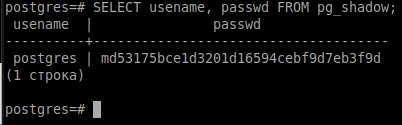 postgres=# SELECT usename, passwd FROM pg_shadow;
usename | passwd
----------+-------------------------------------
postgres | md53175bce1d3201d16594cebf9d7eb3f9d
(1 строка)
postgres=#